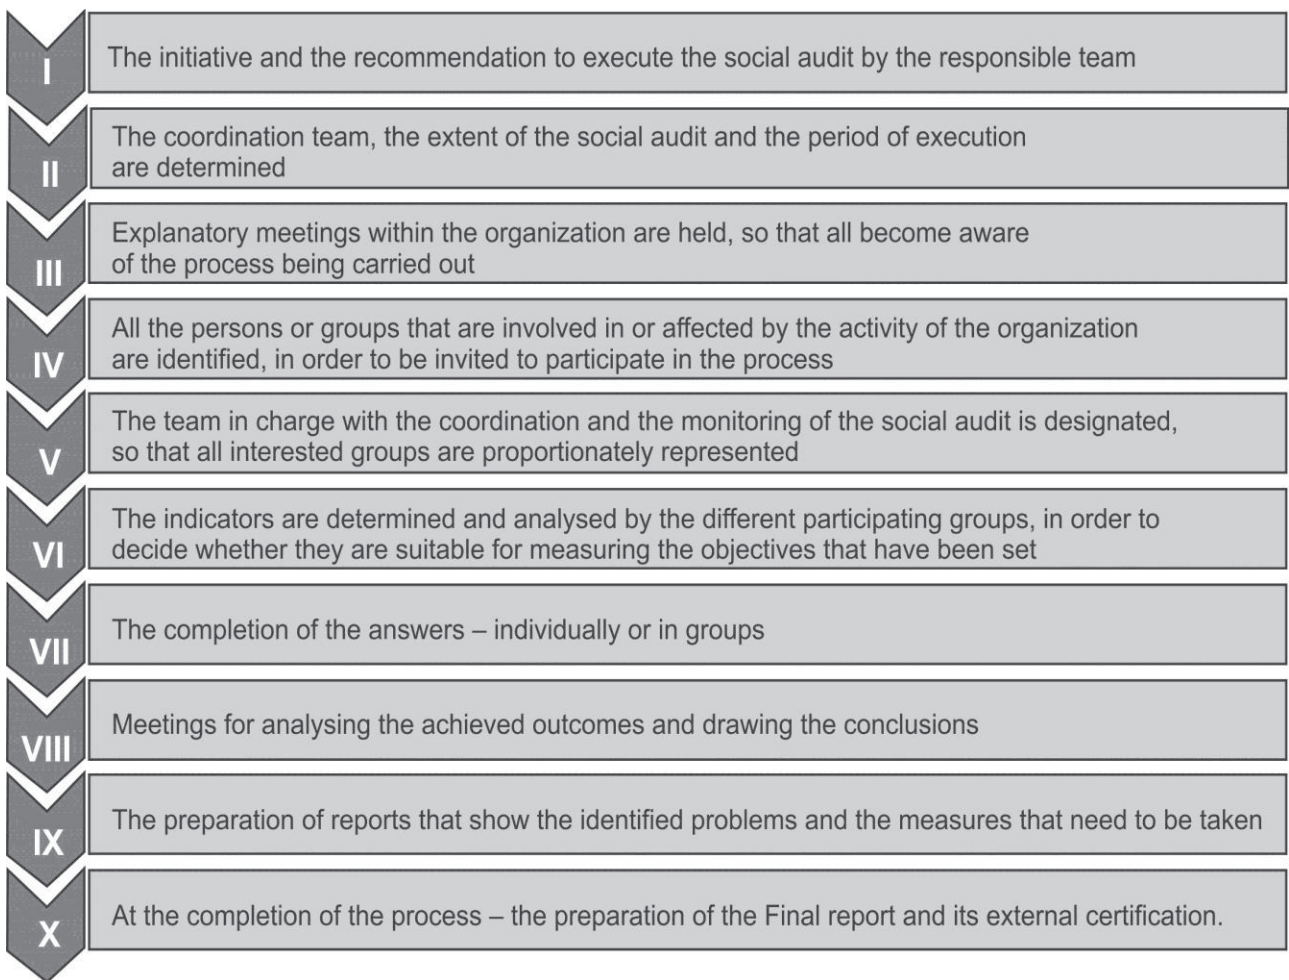 I
The initiative and the recommendation to execute the social audit by the responsible team
II
The coordination team, the extent of the social audit and the period of execution
are determined
III
Explanatory meetings within the organization are held, so that all become aware
of the process being carried out
IV
All the persons or groups that are involved in or affected by the activity of the organization
are identified, in order to be invited to participate in the process
V
The team in charge with the coordination and the monitoring of the social audit is designated,
so that all interested groups are proportionately represented
VI
The indicators are determined and analysed by the different participating groups, in order to
decide whether they are suitable for measuring the objectives that have been set
VII
The completion of the answers – individually or in groups
VIII
Meetings for analysing the achieved outcomes and drawing the conclusions
IX
The preparation of reports that show the identified problems and the measures that need to be taken
X
At the completion of the process – the preparation of the Final report and its external certification.